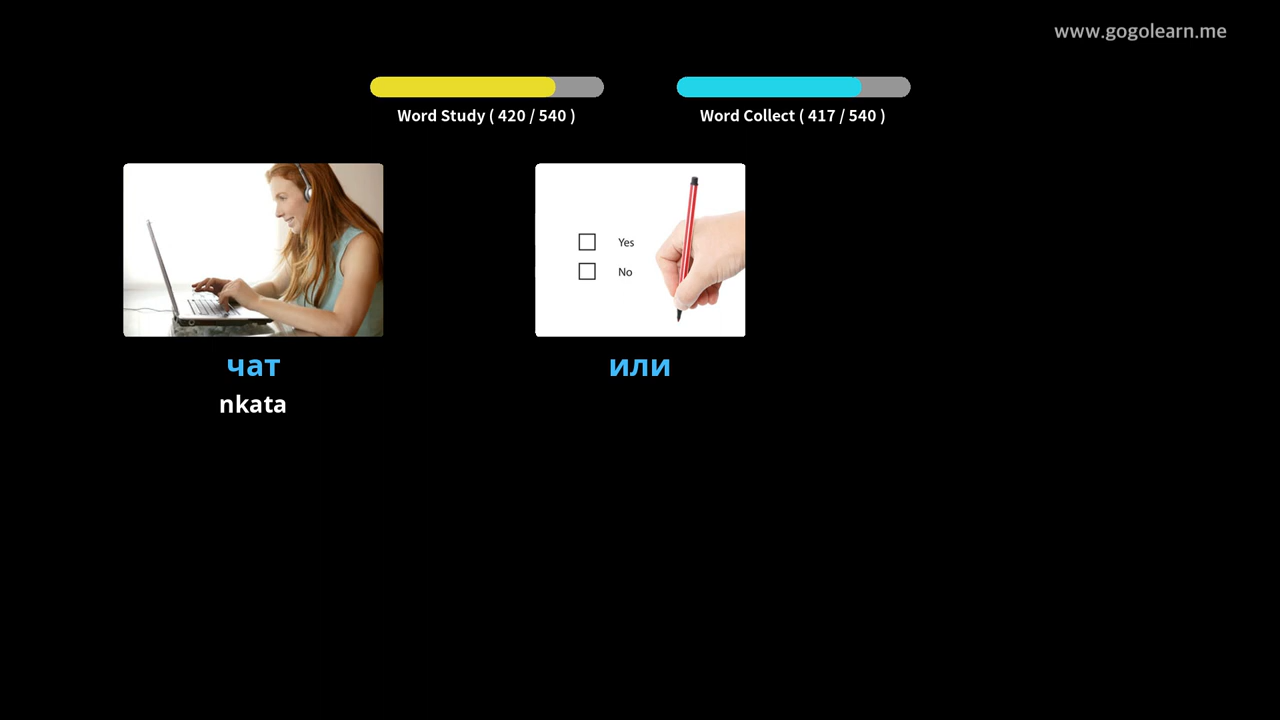 www.gogolearn.me
Word Study ( 420 / 540 )
Word Collect ( 417 / 540 )
Yes
No
чат
nkata
или